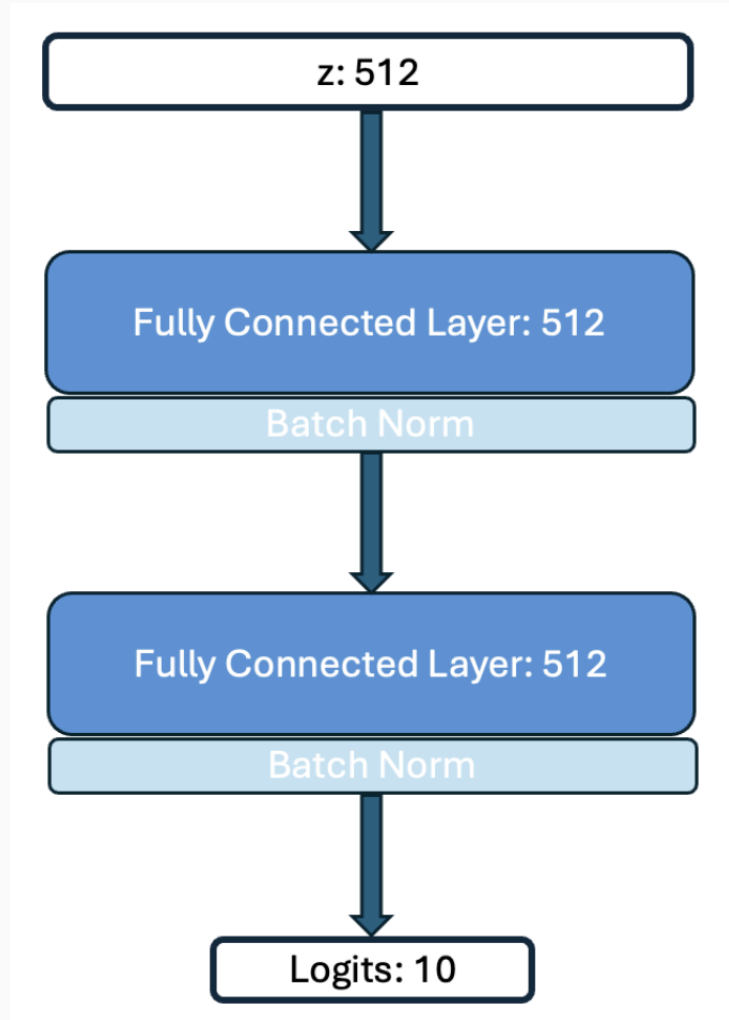 z: 512
Fully Connected Layer: 512
Batch Norm
Fully Connected Layer: 512
Batch Norm
Logits: 10